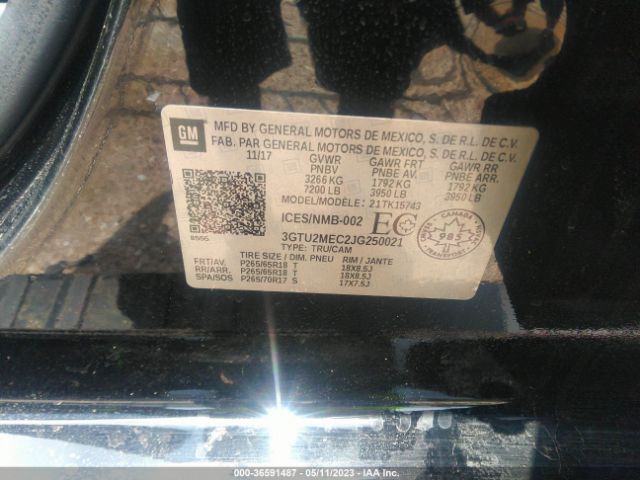 GM
MFD BY GENERAL MOTORS DE MEXICO, S. DE R.L. DE C.V.
FAB. PAR GENERAL MOTORS DE MEXICO, S. DE R.L. DE C.V.
11/17 GVWR GAWR FRT GAWR RR
PNBV PNBE AV. PNBE ARR.
3266 KG 1792 KG 1792 KG
7200 LB 3950 LB 3950 LB
MODEL/MODÈLE: 21TK15743
ICES/NMB-002 EC
3GTU2MEC2JG250021
TYPE: TRU/CAM
TIRE SIZE / DIM. PNEU RIM / JANTE
FRT/AV. P265/65R18 T 18X8.5J
RR/ARR. P265/65R18 T 18X8.5J
SPA/SOS P265/70R17 S 17X7.5J
CANADA
985
000-36591487 - 05/11/2023 - IAA Inc.